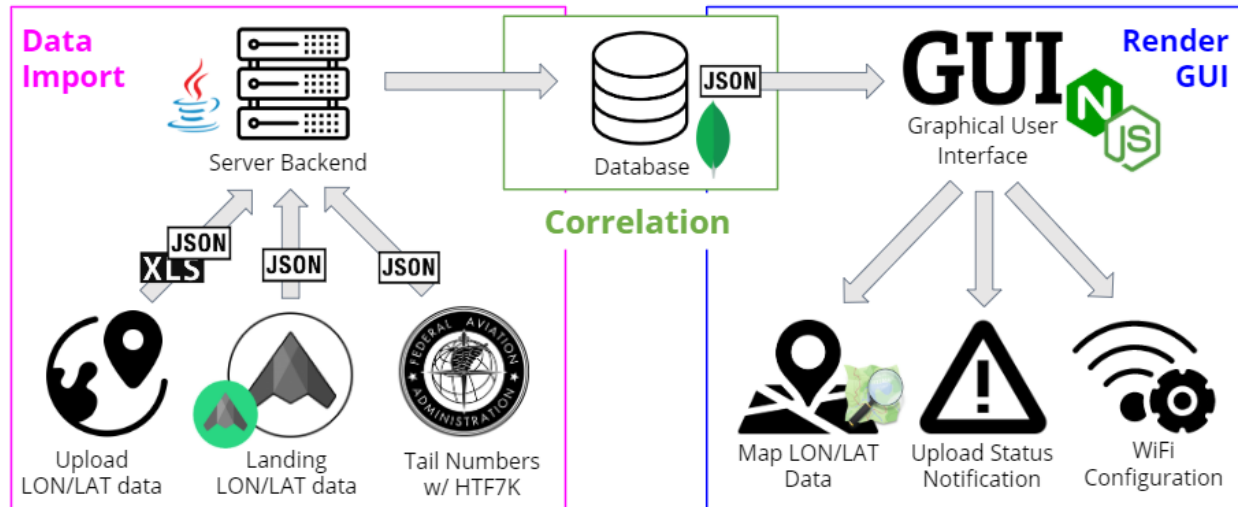 Data
Import
Server Backend
JSON
XLS
JSON
JSON
Upload
LON/LAT data
Landing
LON/LAT data
FEDERAL AVIATION
ADMINISTRATION
Tail Numbers
w/ HTF7K
JSON
Database
Correlation
Render
GUI
GUI
N
JS
Graphical User
Interface
Map LON/LAT
Data
Upload Status
Notification
WiFi
Configuration